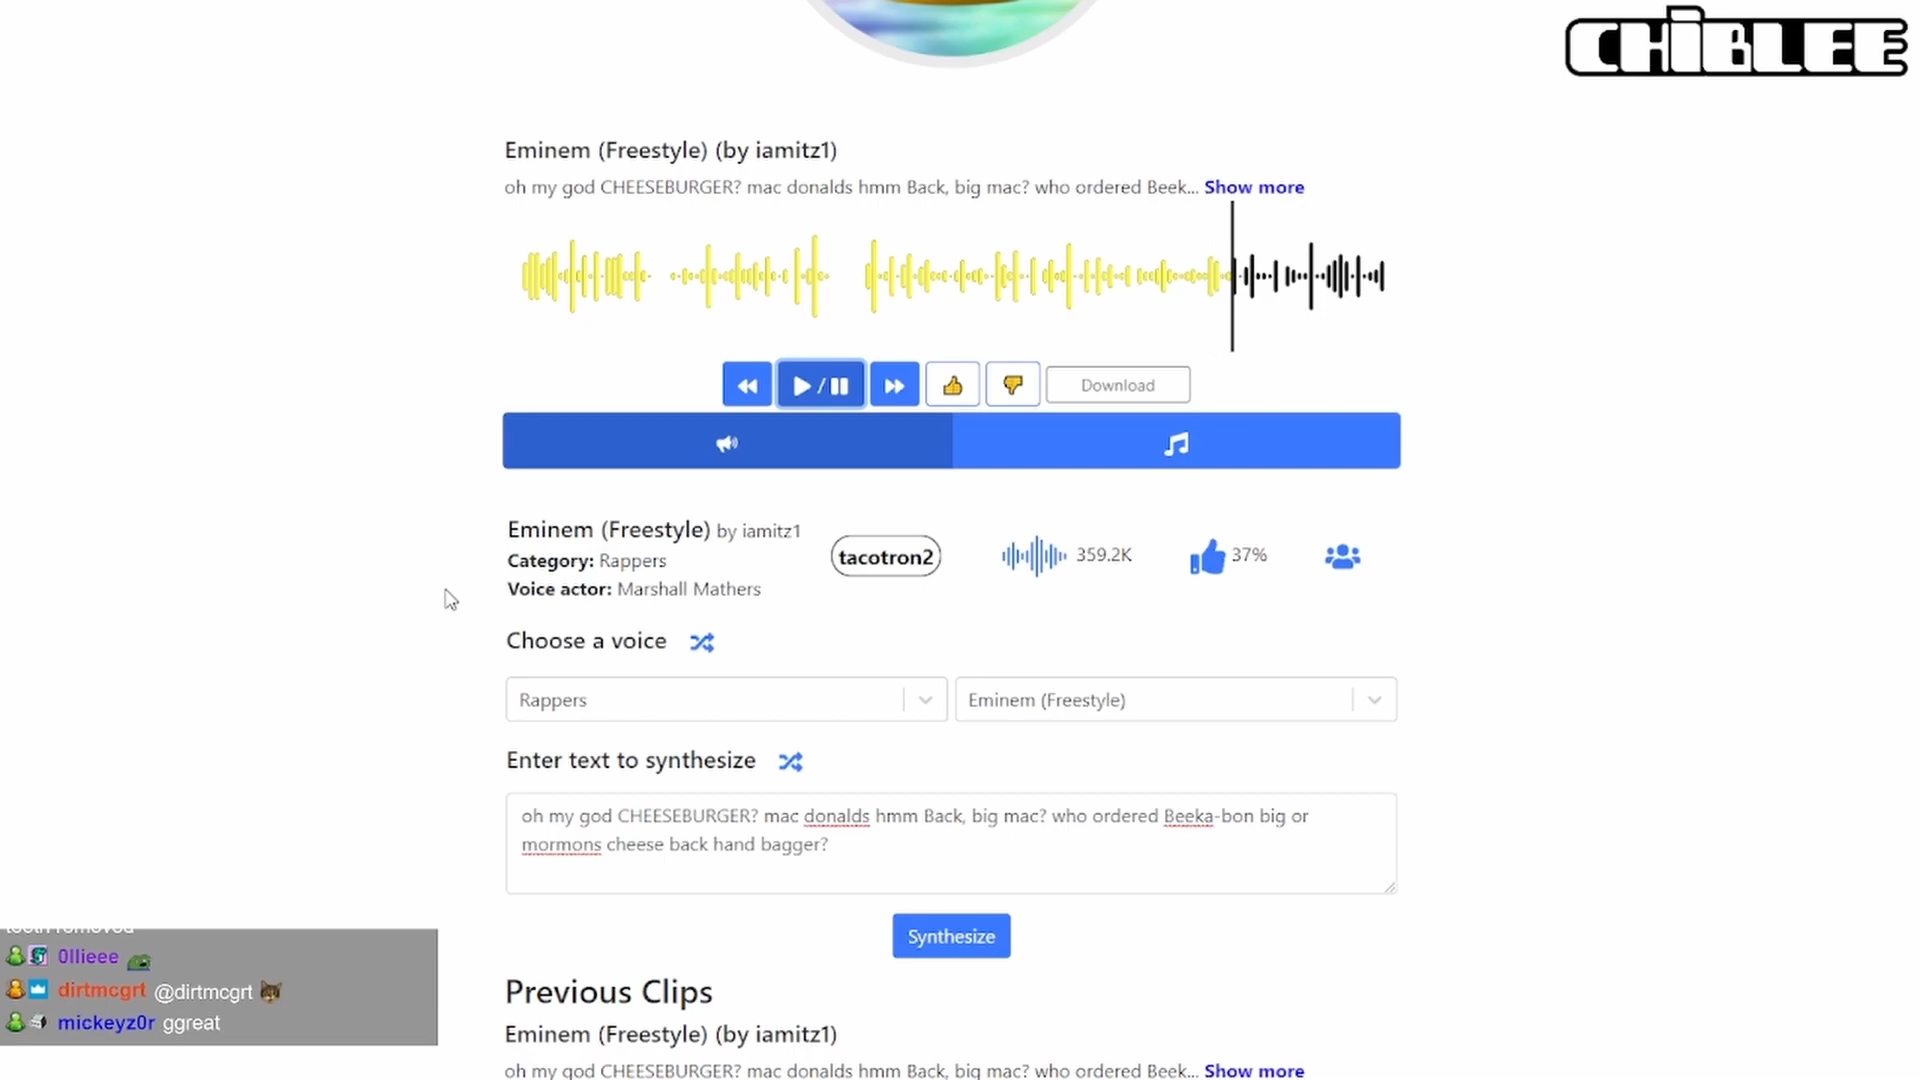 CHiBLEE
Eminem (Freestyle) (by iamitz1)
oh my god CHEESEBURGER? mac donalds hmm Back, big mac? who ordered Beek... Show more
Download
Eminem (Freestyle) by iamitz1
Category: Rappers
Voice actor: Marshall Mathers
tacotron2
359.2K
37%
Choose a voice
Rappers
Eminem (Freestyle)
Enter text to synthesize
oh my god CHEESEBURGER? mac donalds hmm Back, big mac? who ordered Beeka-bon big or
mormons cheese back hand bagger?
Synthesize
tooth removed
0llieee
dirtmcgrt @dirtmcgrt
mickeyz0r ggreat
Previous Clips
Eminem (Freestyle) (by iamitz1)
oh my god CHEESEBURGER? mac donalds hmm Back, big mac? who ordered Beek... Show more